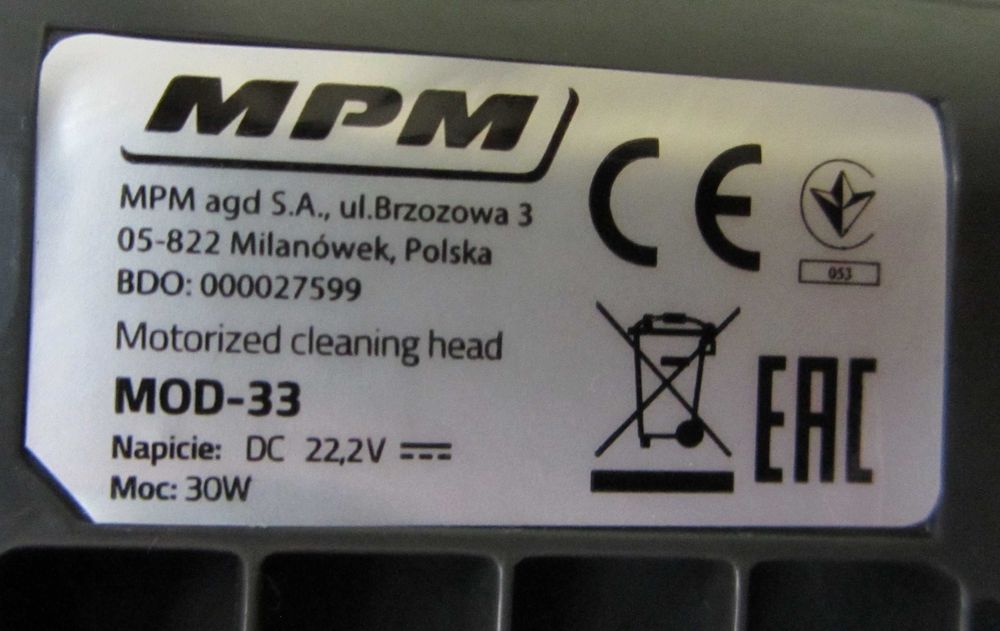 MPM
MPM agd S.A., ul.Brzozowa 3
05-822 Milanówek, Polska
BDO: 000027599
Motorized cleaning head
MOD-33
Napicie: DC 22,2V
Moc: 30W
CE
053
EAC